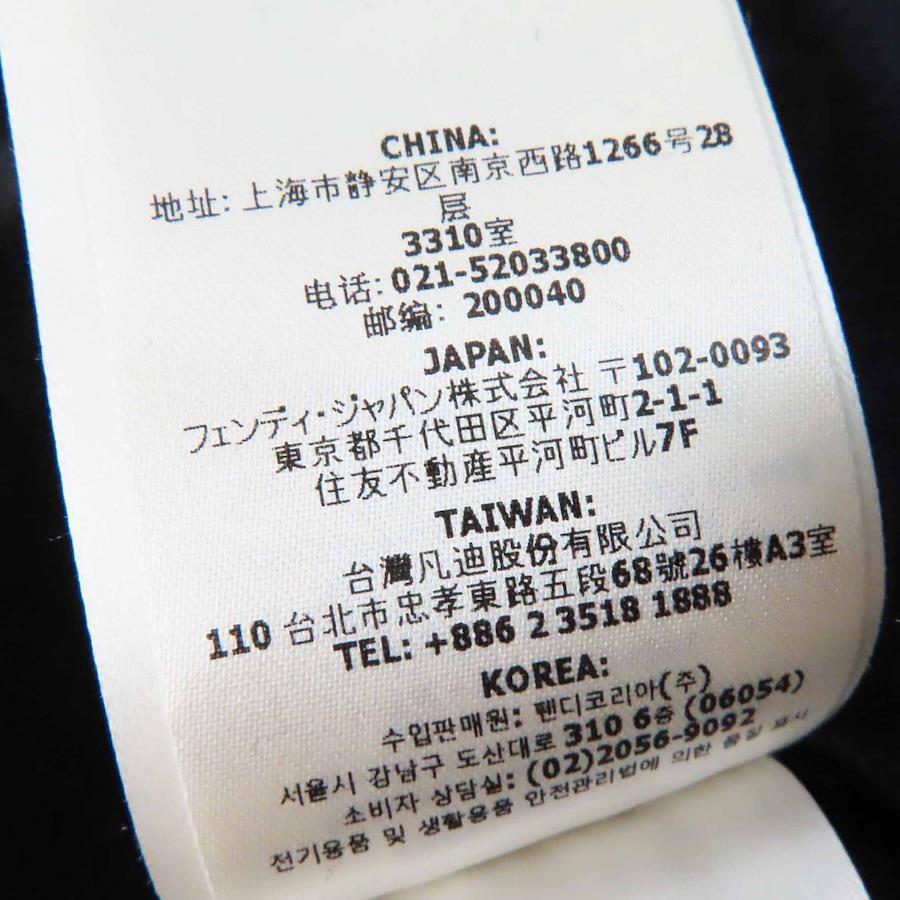 CHINA:
地址: 上海市静安区南京西路1266号28
层
3310室
电话: 021-52033800
邮编: 200040
JAPAN:
フェンディ・ジャパン株式会社 〒102-0093
東京都千代田区平河町2-1-1
住友不動産平河町ビル7F
TAIWAN:
台灣凡迪股份有限公司
110 台北市忠孝東路五段68號26樓A3室
TEL: +886 2 3518 1888
KOREA:
수입판매원: 펜디코리아(주)
서울시 강남구 도산대로 310 6층 (06054)
소비자 상담실: (02)2056-9092
전기용품 및 생활용품 안전관리법에 의한 품질 표시